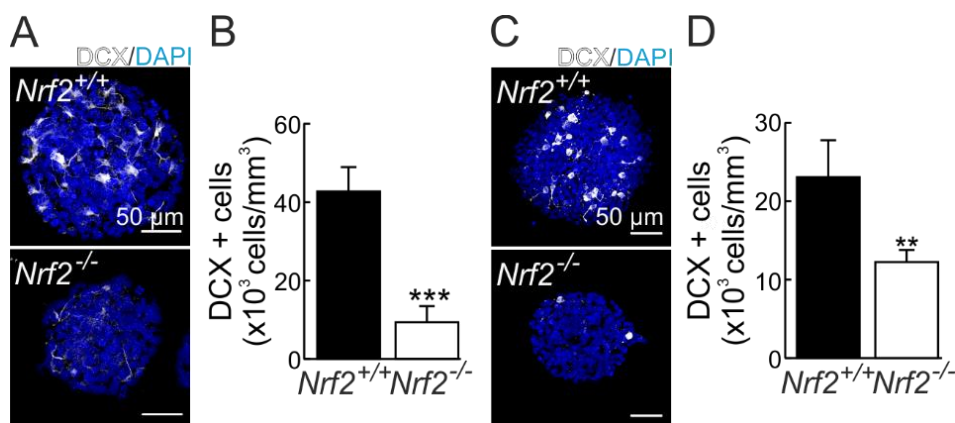 A
DCX/DAPI
Nrf2+/+
50 µm
Nrf2-/-
B
DCX + cells
(x10³ cells/mm³)
60
40
20
0
***
Nrf2+/+ Nrf2-/-
C
DCX/DAPI
Nrf2+/+
50 µm
Nrf2-/-
D
DCX + cells
(x10³ cells/mm³)
30
20
10
0
**
Nrf2+/+ Nrf2-/-